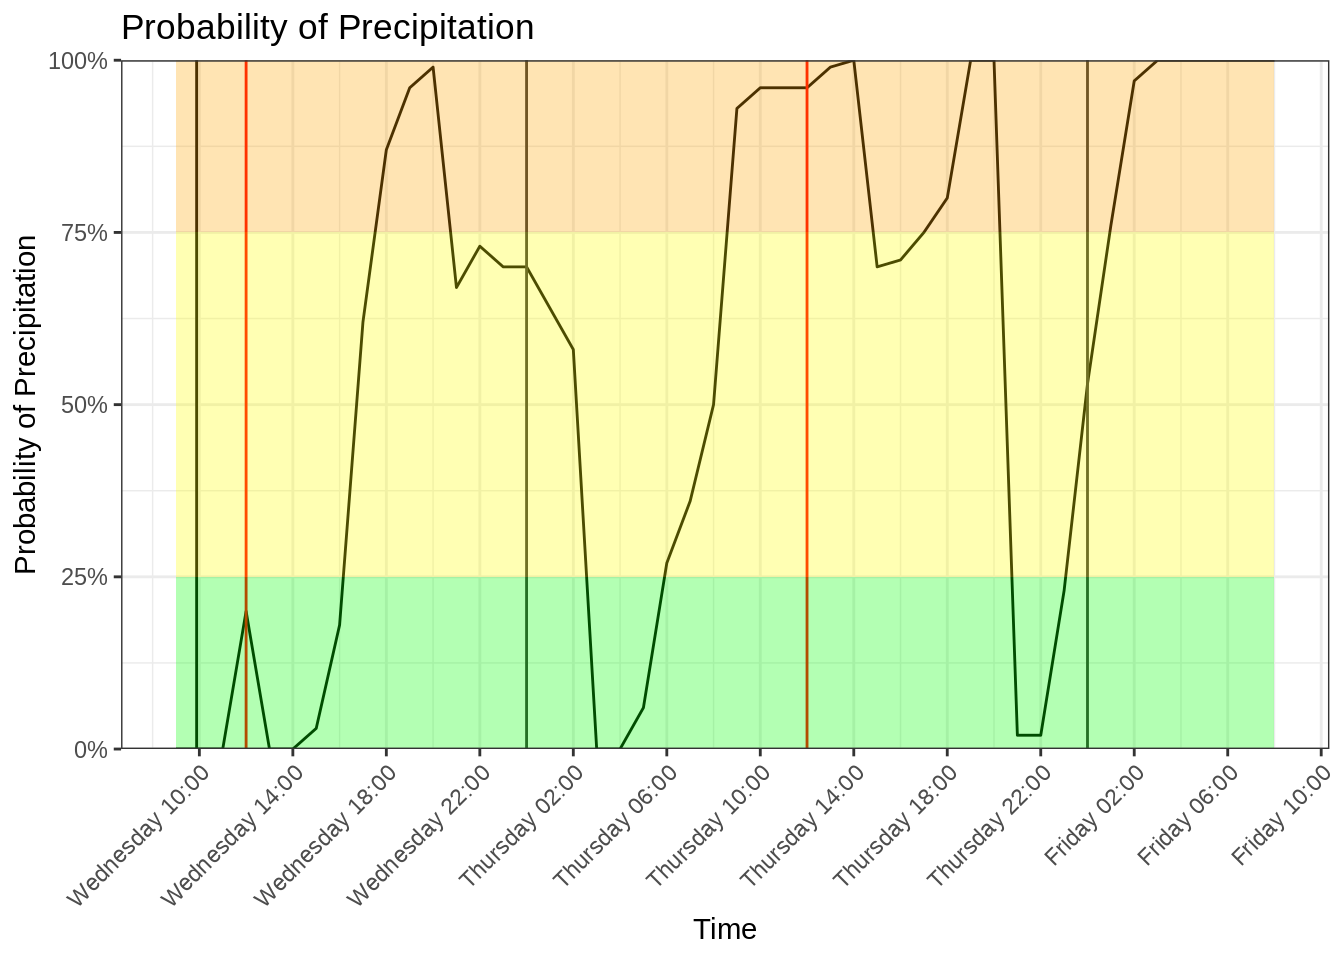 Probability of Precipitation
Probability of Precipitation
100%
75%
50%
25%
0%
Wednesday 10:00
Wednesday 14:00
Wednesday 18:00
Wednesday 22:00
Thursday 02:00
Thursday 06:00
Thursday 10:00
Thursday 14:00
Thursday 18:00
Thursday 22:00
Friday 02:00
Friday 06:00
Friday 10:00
Time